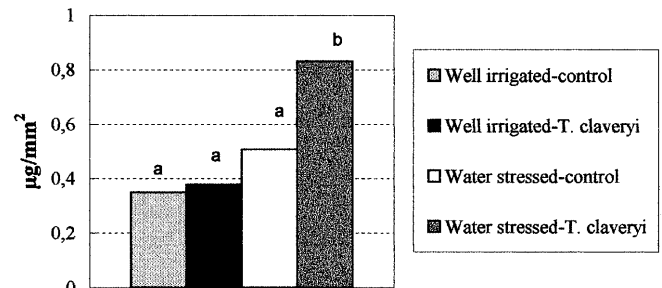 1
b
0,8
a
0,6
a
a
0,4
0,2
0
µg/mm²
Well irrigated-control
Well irrigated-T. claveryi
Water stressed-control
Water stressed-T. claveryi